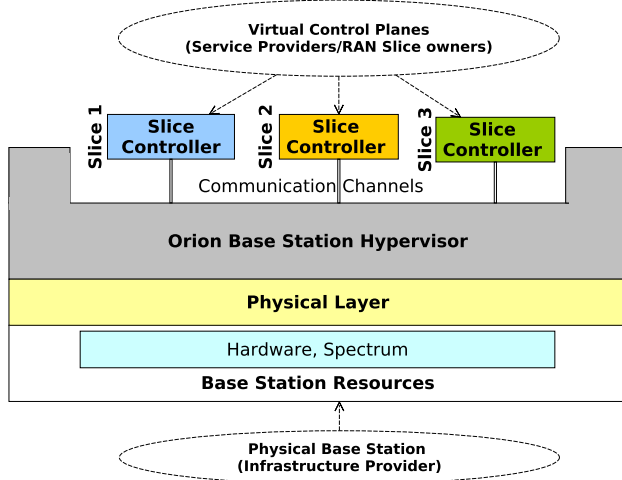 Virtual Control Planes
(Service Providers/RAN Slice owners)
Slice 1
Slice
Controller
Slice 2
Slice
Controller
Slice 3
Slice
Controller
Communication Channels
Orion Base Station Hypervisor
Physical Layer
Hardware, Spectrum
Base Station Resources
Physical Base Station
(Infrastructure Provider)